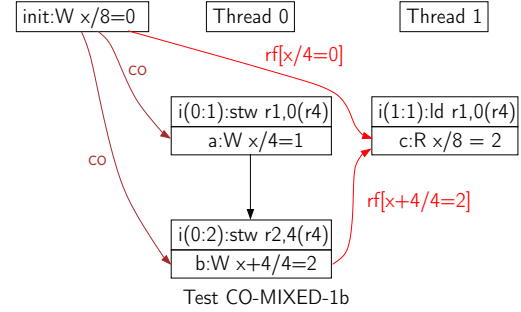 init:W x/8=0
Thread 0
Thread 1
rf[x/4=0]
co
i(0:1):stw r1,0(r4)
a:W x/4=1
i(1:1):ld r1,0(r4)
c:R x/8 = 2
co
rf[x+4/4=2]
i(0:2):stw r2,4(r4)
b:W x+4/4=2
Test CO-MIXED-1b